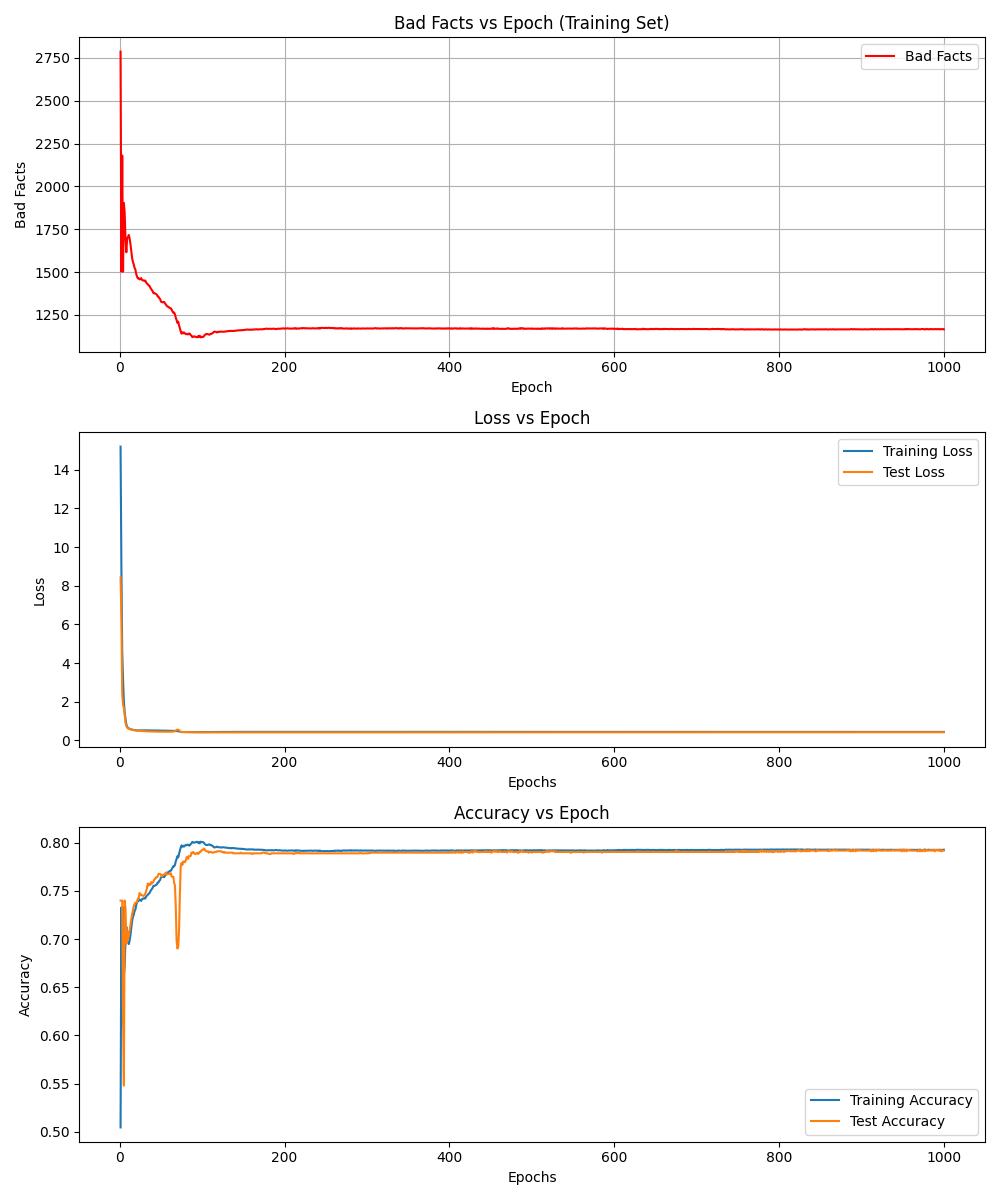 Bad Facts vs Epoch (Training Set)
Bad Facts
2750
2500
2250
2000
1750
1500
1250
Bad Facts
0 200 400 600 800 1000
Epoch
Loss vs Epoch
Training Loss
Test Loss
14
12
10
8
6
4
2
0
Loss
0 200 400 600 800 1000
Epochs
Accuracy vs Epoch
0.80
0.75
0.70
0.65
0.60
0.55
0.50
Accuracy
Training Accuracy
Test Accuracy
0 200 400 600 800 1000
Epochs